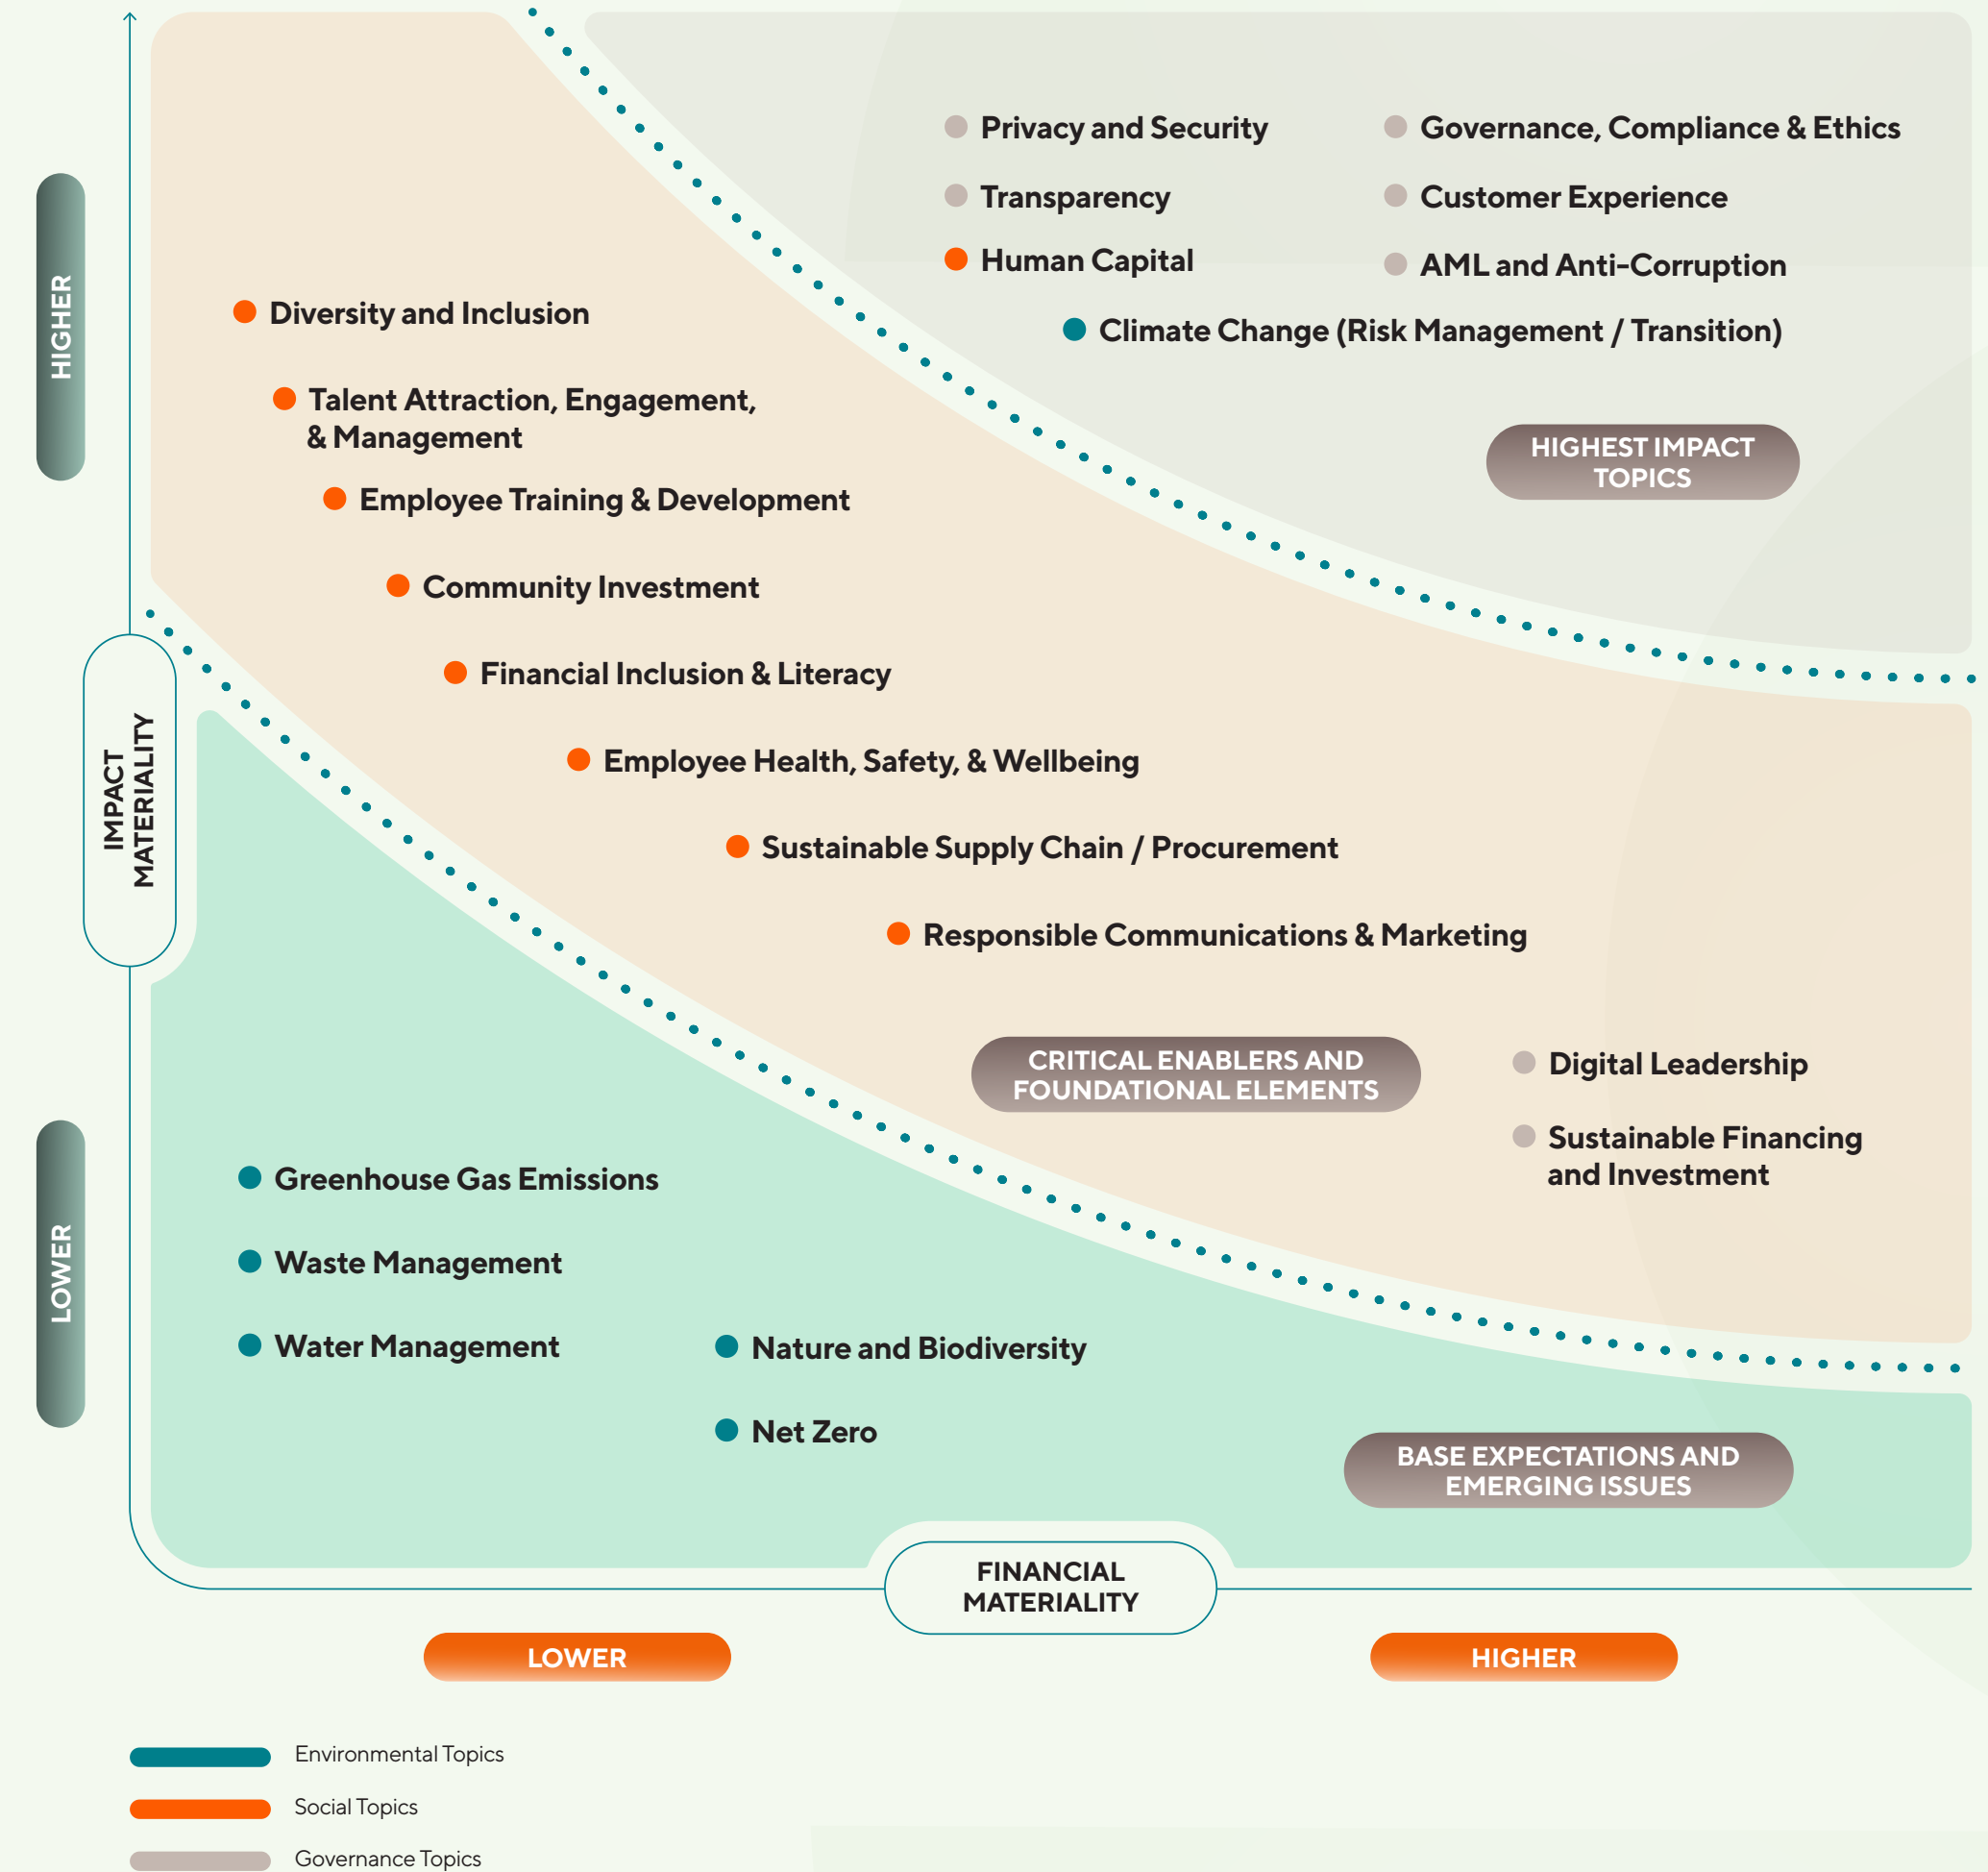 Privacy and Security
Governance, Compliance & Ethics
Transparency
Customer Experience
Human Capital
AML and Anti-Corruption
Climate Change (Risk Management / Transition)
HIGHEST IMPACT
TOPICS
HIGHER
Diversity and Inclusion
Talent Attraction, Engagement,
& Management
Employee Training & Development
Community Investment
Financial Inclusion & Literacy
Employee Health, Safety, & Wellbeing
Sustainable Supply Chain / Procurement
Responsible Communications & Marketing
IMPACT
MATERIALITY
CRITICAL ENABLERS AND
FOUNDATIONAL ELEMENTS
Digital Leadership
Sustainable Financing
and Investment
LOWER
Greenhouse Gas Emissions
Waste Management
Water Management
Nature and Biodiversity
Net Zero
BASE EXPECTATIONS AND
EMERGING ISSUES
FINANCIAL
MATERIALITY
LOWER
HIGHER
Environmental Topics
Social Topics
Governance Topics